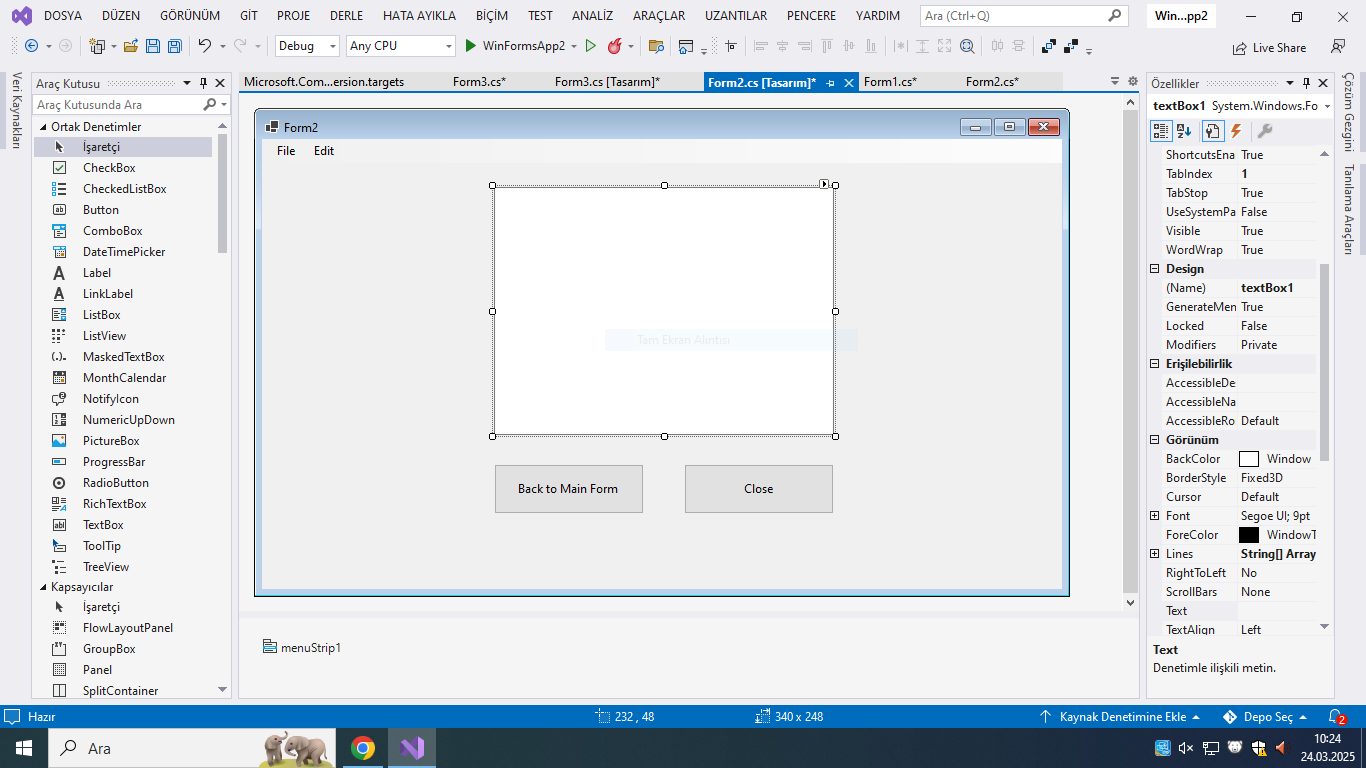 DOSYA DÜZEN GÖRÜNÜM GİT PROJE DERLE HATA AYIKLA BİÇİM TEST ANALİZ ARAÇLAR UZANTILAR PENCERE YARDIM Ara (Ctrl+Q) Win...pp2
Debug Any CPU WinFormsApp2 Live Share
Veri Kaynakları
Araç Kutusu
Araç Kutusunda Ara
Ortak Denetimler
İşaretçi
CheckBox
CheckedListBox
Button
ComboBox
DateTimePicker
Label
LinkLabel
ListBox
ListView
MaskedTextBox
MonthCalendar
NotifyIcon
NumericUpDown
PictureBox
ProgressBar
RadioButton
RichTextBox
TextBox
ToolTip
TreeView
Kapsayıcılar
İşaretçi
FlowLayoutPanel
GroupBox
Panel
SplitContainer
Microsoft.Com...ersion.targets Form3.cs* Form3.cs [Tasarım]* Form2.cs [Tasarım]* Form1.cs* Form2.cs*
Form2
File Edit
Tam Ekran Alıntısı
Back to Main Form Close
menuStrip1
Özellikler
textBox1 System.Windows.Fo
ShortcutsEna True
TabIndex 1
TabStop True
UseSystemPa False
Visible True
WordWrap True
Design
(Name) textBox1
GenerateMen True
Locked False
Modifiers Private
Erişilebilirlik
AccessibleDe
AccessibleNa
AccessibleRo Default
Görünüm
BackColor Window
BorderStyle Fixed3D
Cursor Default
Font Segoe UI; 9pt
ForeColor WindowT
Lines String[] Array
RightToLeft No
ScrollBars None
Text
TextAlign Left
Text
Denetimle ilişkili metin.
Çözüm Gezgini
Tanılama Araçları
Hazır 232 , 48 340 x 248 Kaynak Denetimine Ekle Depo Seç 2
Ara
10:24
24.03.2025